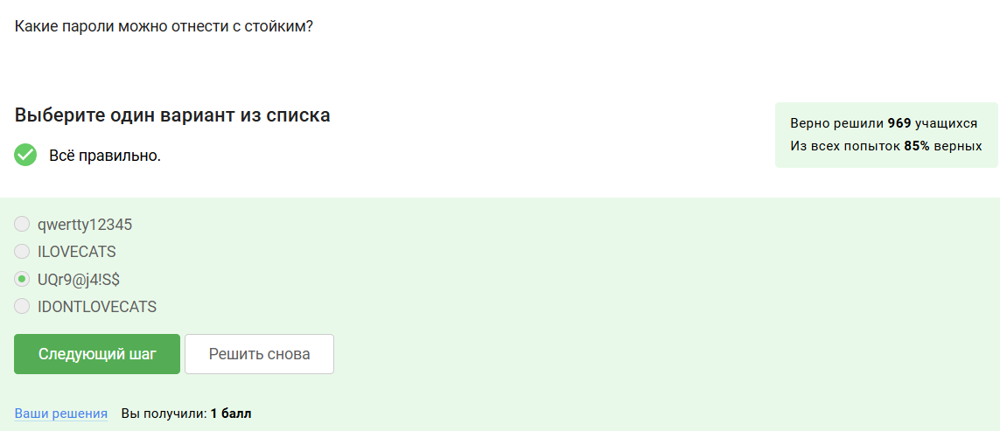 Какие пароли можно отнести с стойким?
Выберите один вариант из списка
Всё правильно.
Верно решили 969 учащихся
Из всех попыток 85% верных
qwertty12345
ILOVECATS
UQr9@j4!S$
IDONTLOVECATS
Следующий шаг
Решить снова
Ваши решения Вы получили: 1 балл